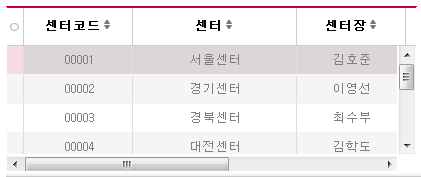 센터코드 센터 센터장
00001 서울센터 김호준
00002 경기센터 이영선
00003 경북센터 최수부
00004 대전센터 김학도